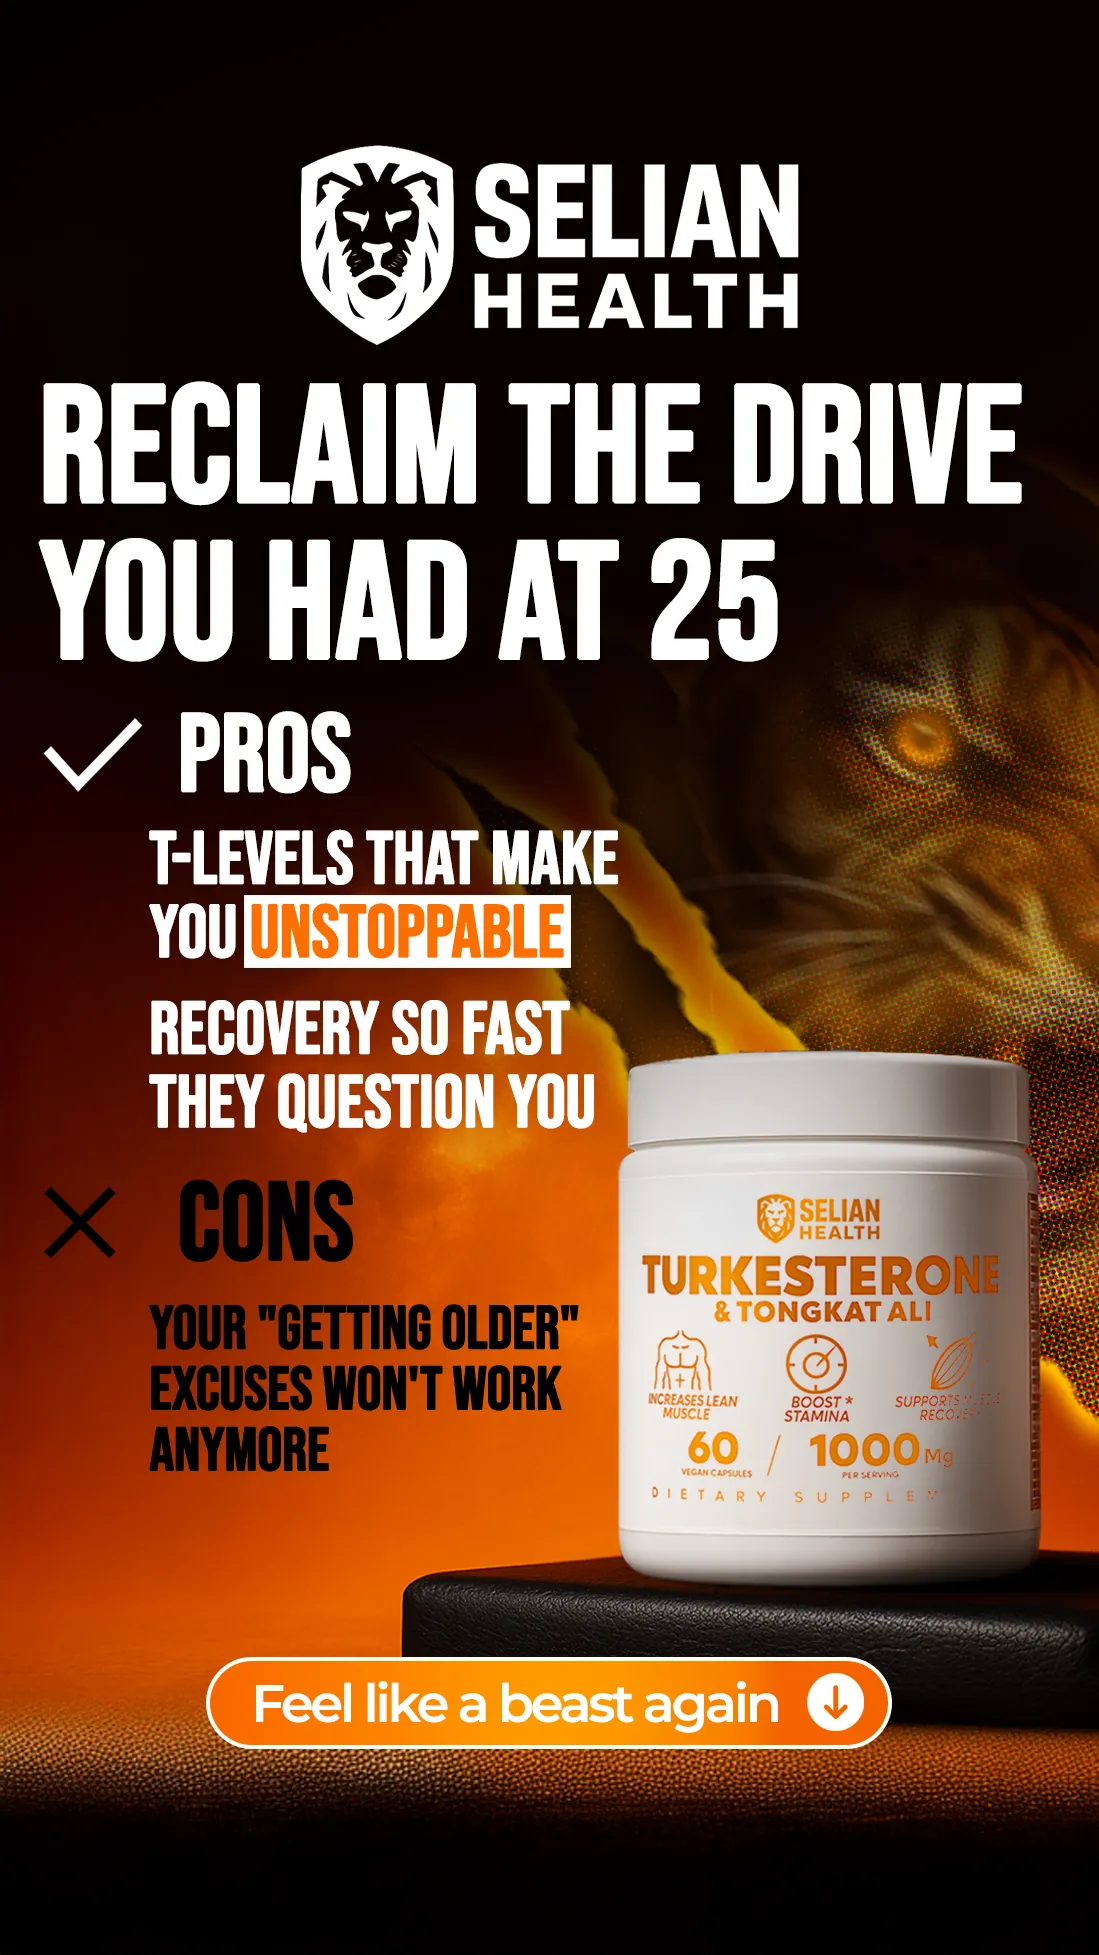 SELIAN
HEALTH
RECLAIM THE DRIVE
YOU HAD AT 25
PROS
T-LEVELS THAT MAKE
YOU UNSTOPPABLE
RECOVERY SO FAST
THEY QUESTION YOU
CONS
YOUR "GETTING OLDER"
EXCUSES WON'T WORK
ANYMORE
SELIAN
HEALTH
TURKESTERONE
& TONGKAT ALI
INCREASES LEAN
MUSCLE
BOOST *
STAMINA
SUPPORTS
60
VEGAN CAPSULES
1000 Mg
PER SERVING
DIETARY
Feel like a beast again